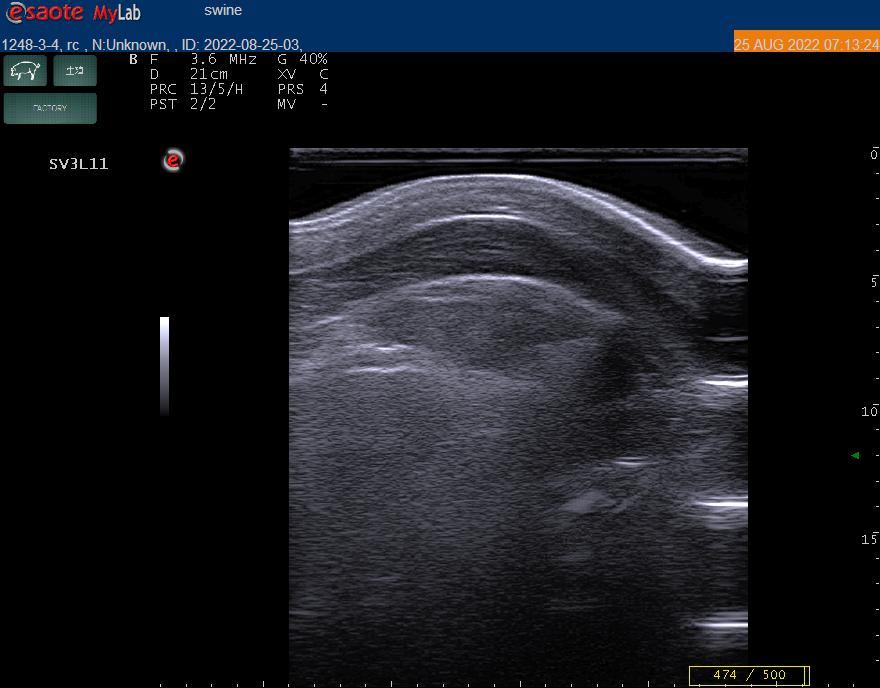 esaote MyLab
swine
1248-3-4, rc , N:Unknown, , ID: 2022-08-25-03,
25 AUG 2022 07:13:24
B F 3.6 MHz G 40%
D 21cm XV C
PRC 13/5/H PRS 4
PST 2/2 MV -
土猪
FACTORY
SV3L11
e
0
5
10
15
474 / 500